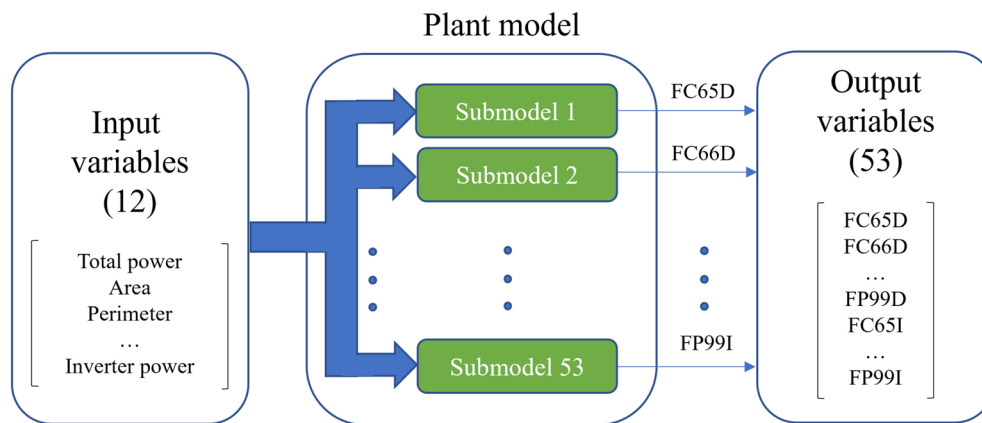 Plant model
Input
variables
(12)
Total power
Area
Perimeter
...
Inverter power
Submodel 1
Submodel 2
Submodel 53
FC65D
FC66D
FP99I
Output
variables
(53)
FC65D
FC66D
...
FP99D
FC65I
...
FP99I